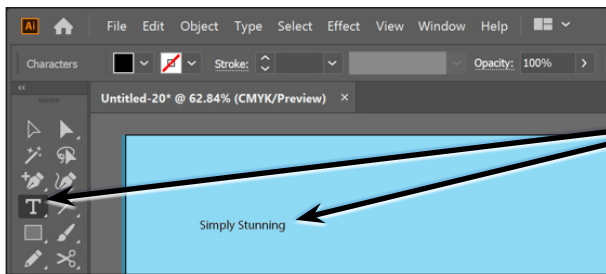 Ai File Edit Object Type Select Effect View Window Help
Characters Stroke: Opacity: 100%
Untitled-20* @ 62.84% (CMYK/Preview) ×
T
Simply Stunning